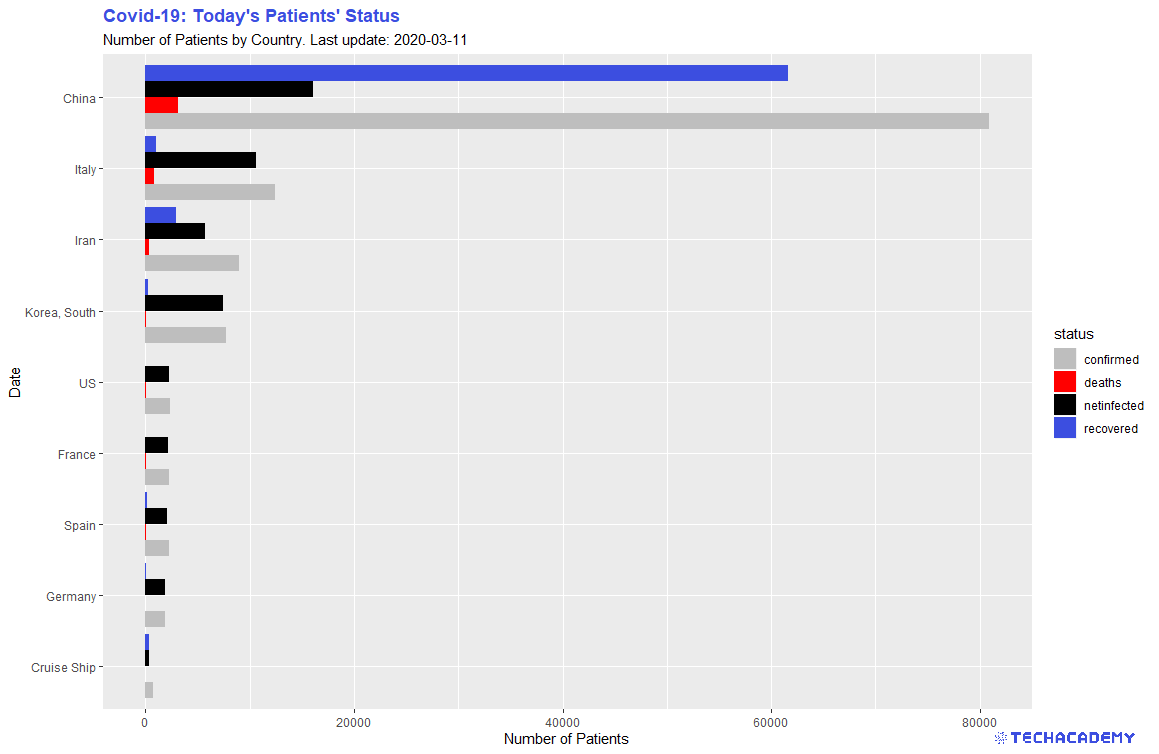 Covid-19: Today's Patients' Status
Number of Patients by Country. Last update: 2020-03-11
China
Italy
Iran
Korea, South
US
France
Spain
Germany
Cruise Ship
Date
0 20000 40000 60000 80000
Number of Patients
status
confirmed
deaths
netinfected
recovered
TECHACADEMY